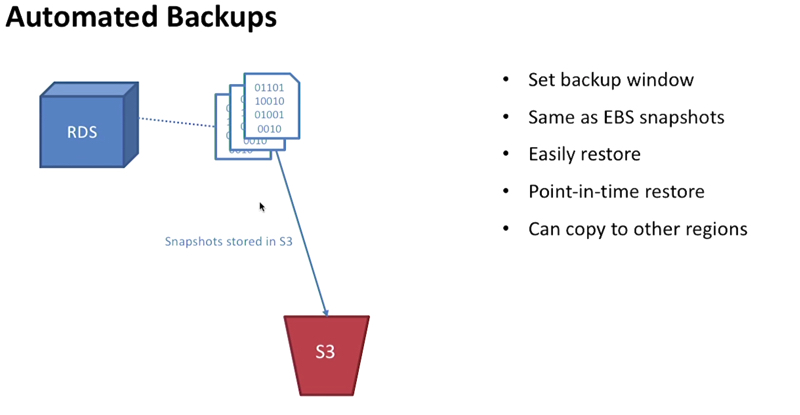 Automated Backups
RDS
01101
10010
01001
0010
0010
Snapshots stored in S3
S3
• Set backup window
• Same as EBS snapshots
• Easily restore
• Point-in-time restore
• Can copy to other regions